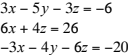 3x − 5y − 3z = −6
6x + 4z = 26
−3x − 4y − 6z = −20